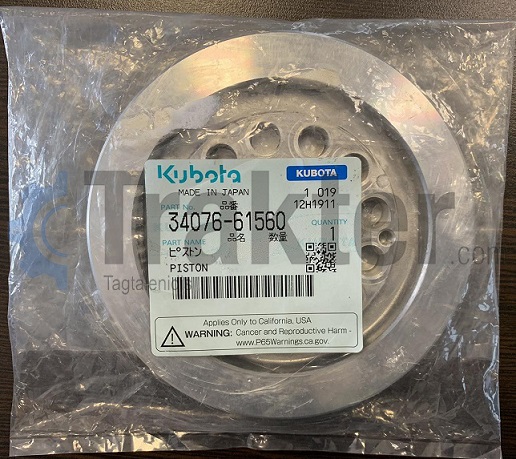 Kubota KUBOTA
MADE IN JAPAN 1 019
PART No. 品番 12H1911
34076-61560 QUANTITY
品名 数量 1
PART NAME
ピストン
PISTON
Trakter.com
Applies Only to California, USA
WARNING: Cancer and Reproductive Harm -
www.P65Warnings.ca.gov.